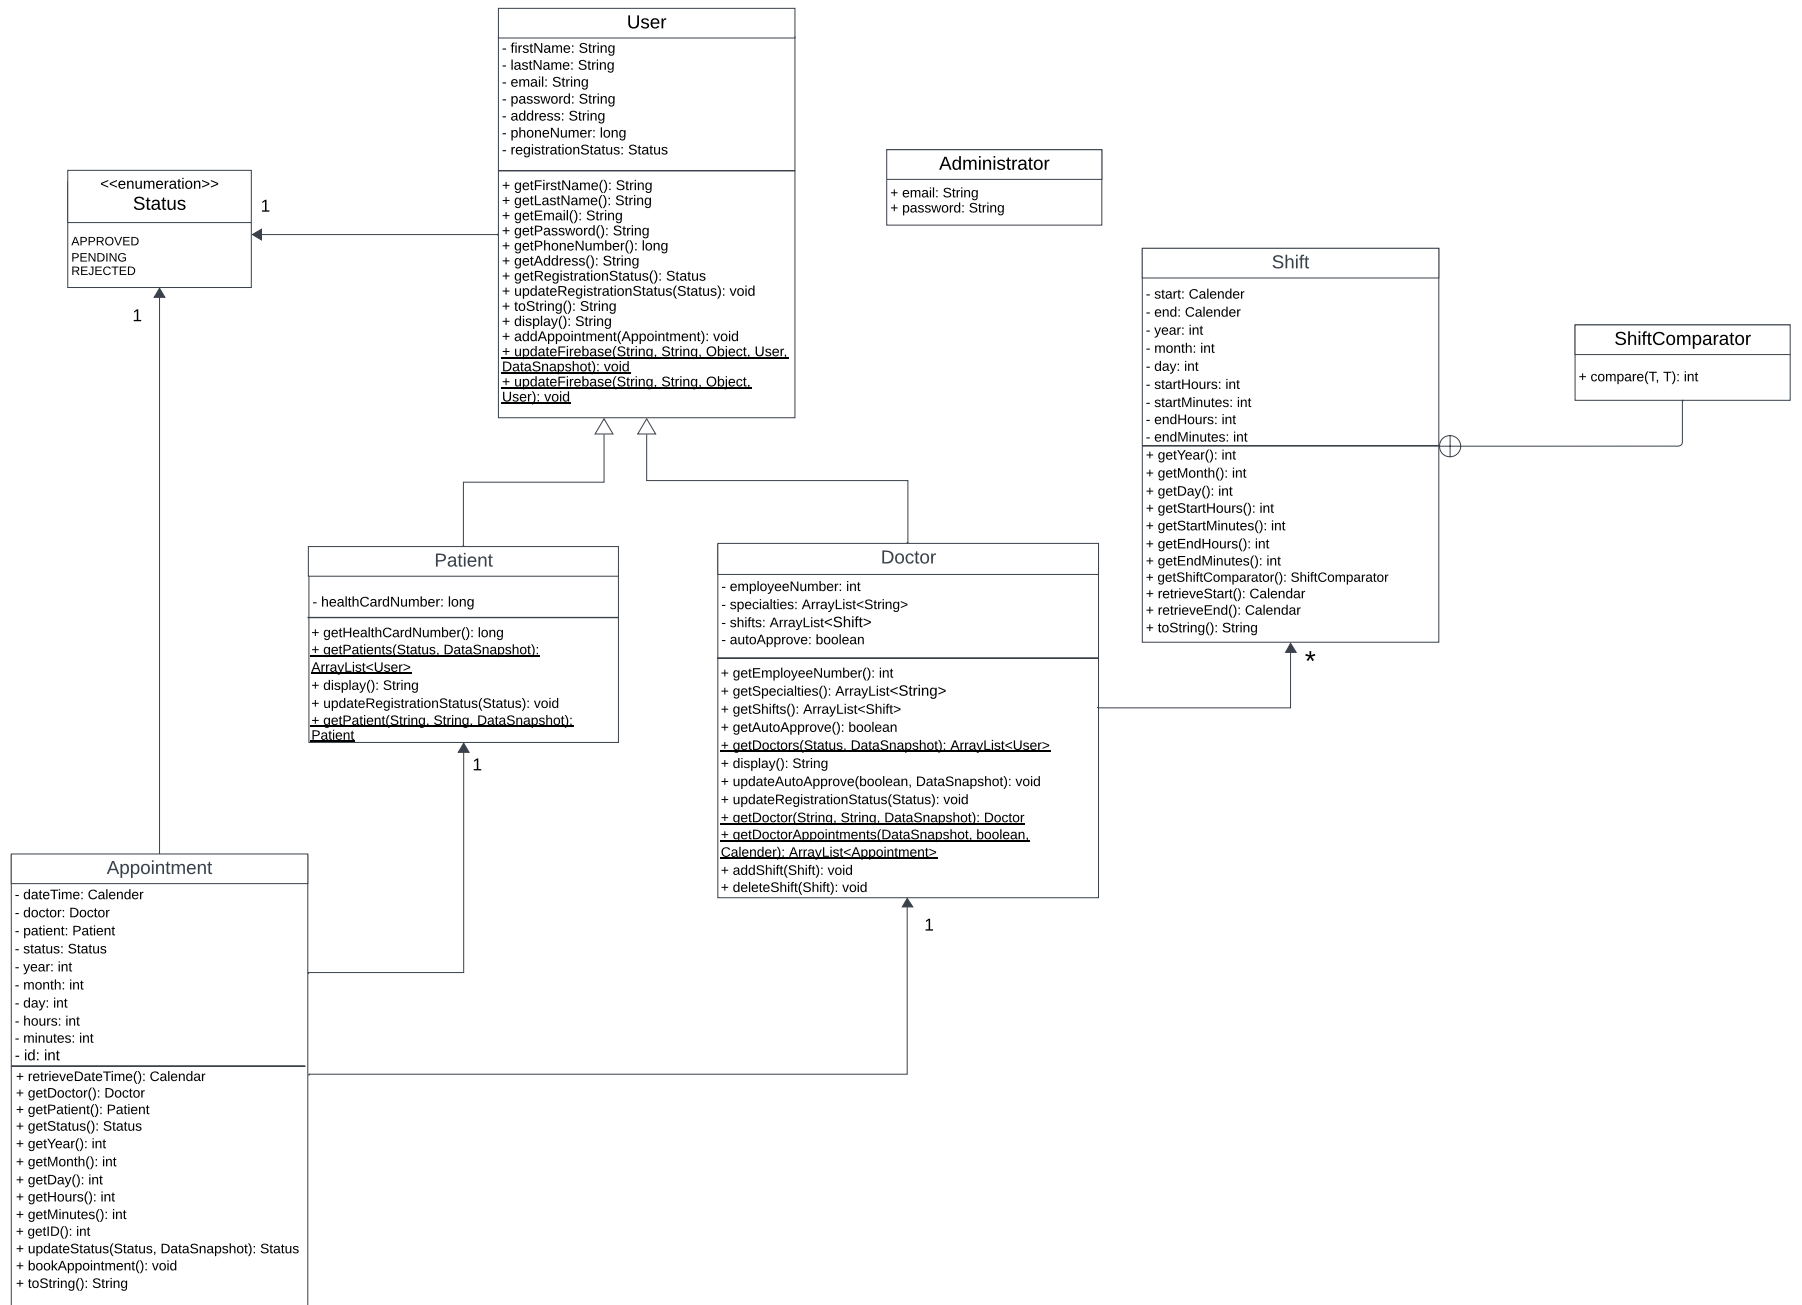 User
- firstName: String
- lastName: String
- email: String
- password: String
- address: String
- phoneNumer: long
- registrationStatus: Status
+ getFirstName(): String
+ getLastName(): String
+ getEmail(): String
+ getPassword(): String
+ getPhoneNumber(): long
+ getAddress(): String
+ getRegistrationStatus(): Status
+ updateRegistrationStatus(Status): void
+ toString(): String
+ display(): String
+ addAppointment(Appointment): void
+ updateFirebase(String, String, Object, User,
DataSnapshot): void
+ updateFirebase(String, String, Object,
User): void
<<enumeration>>
Status
APPROVED
PENDING
REJECTED
1
1
Administrator
+ email: String
+ password: String
Shift
- start: Calender
- end: Calender
- year: int
- month: int
- day: int
- startHours: int
- startMinutes: int
- endHours: int
- endMinutes: int
+ getYear(): int
+ getMonth(): int
+ getDay(): int
+ getStartHours(): int
+ getStartMinutes(): int
+ getEndHours(): int
+ getEndMinutes(): int
+ getShiftComparator(): ShiftComparator
+ retrieveStart(): Calendar
+ retrieveEnd(): Calendar
+ toString(): String
*
ShiftComparator
+ compare(T, T): int
Patient
- healthCardNumber: long
+ getHealthCardNumber(): long
+ getPatients(Status, DataSnapshot):
ArrayList<User>
+ display(): String
+ updateRegistrationStatus(Status): void
+ getPatient(String, String, DataSnapshot):
Patient
1
Doctor
- employeeNumber: int
- specialties: ArrayList<String>
- shifts: ArrayList<Shift>
- autoApprove: boolean
+ getEmployeeNumber(): int
+ getSpecialties(): ArrayList<String>
+ getShifts(): ArrayList<Shift>
+ getAutoApprove(): boolean
+ getDoctors(Status, DataSnapshot): ArrayList<User>
+ display(): String
+ updateAutoApprove(boolean, DataSnapshot): void
+ updateRegistrationStatus(Status): void
+ getDoctor(String, String, DataSnapshot): Doctor
+ getDoctorAppointments(DataSnapshot, boolean,
Calender): ArrayList<Appointment>
+ addShift(Shift): void
+ deleteShift(Shift): void
1
Appointment
- dateTime: Calender
- doctor: Doctor
- patient: Patient
- status: Status
- year: int
- month: int
- day: int
- hours: int
- minutes: int
- id: int
+ retrieveDateTime(): Calendar
+ getDoctor(): Doctor
+ getPatient(): Patient
+ getStatus(): Status
+ getYear(): int
+ getMonth(): int
+ getDay(): int
+ getHours(): int
+ getMinutes(): int
+ getID(): int
+ updateStatus(Status, DataSnapshot): Status
+ bookAppointment(): void
+ toString(): String